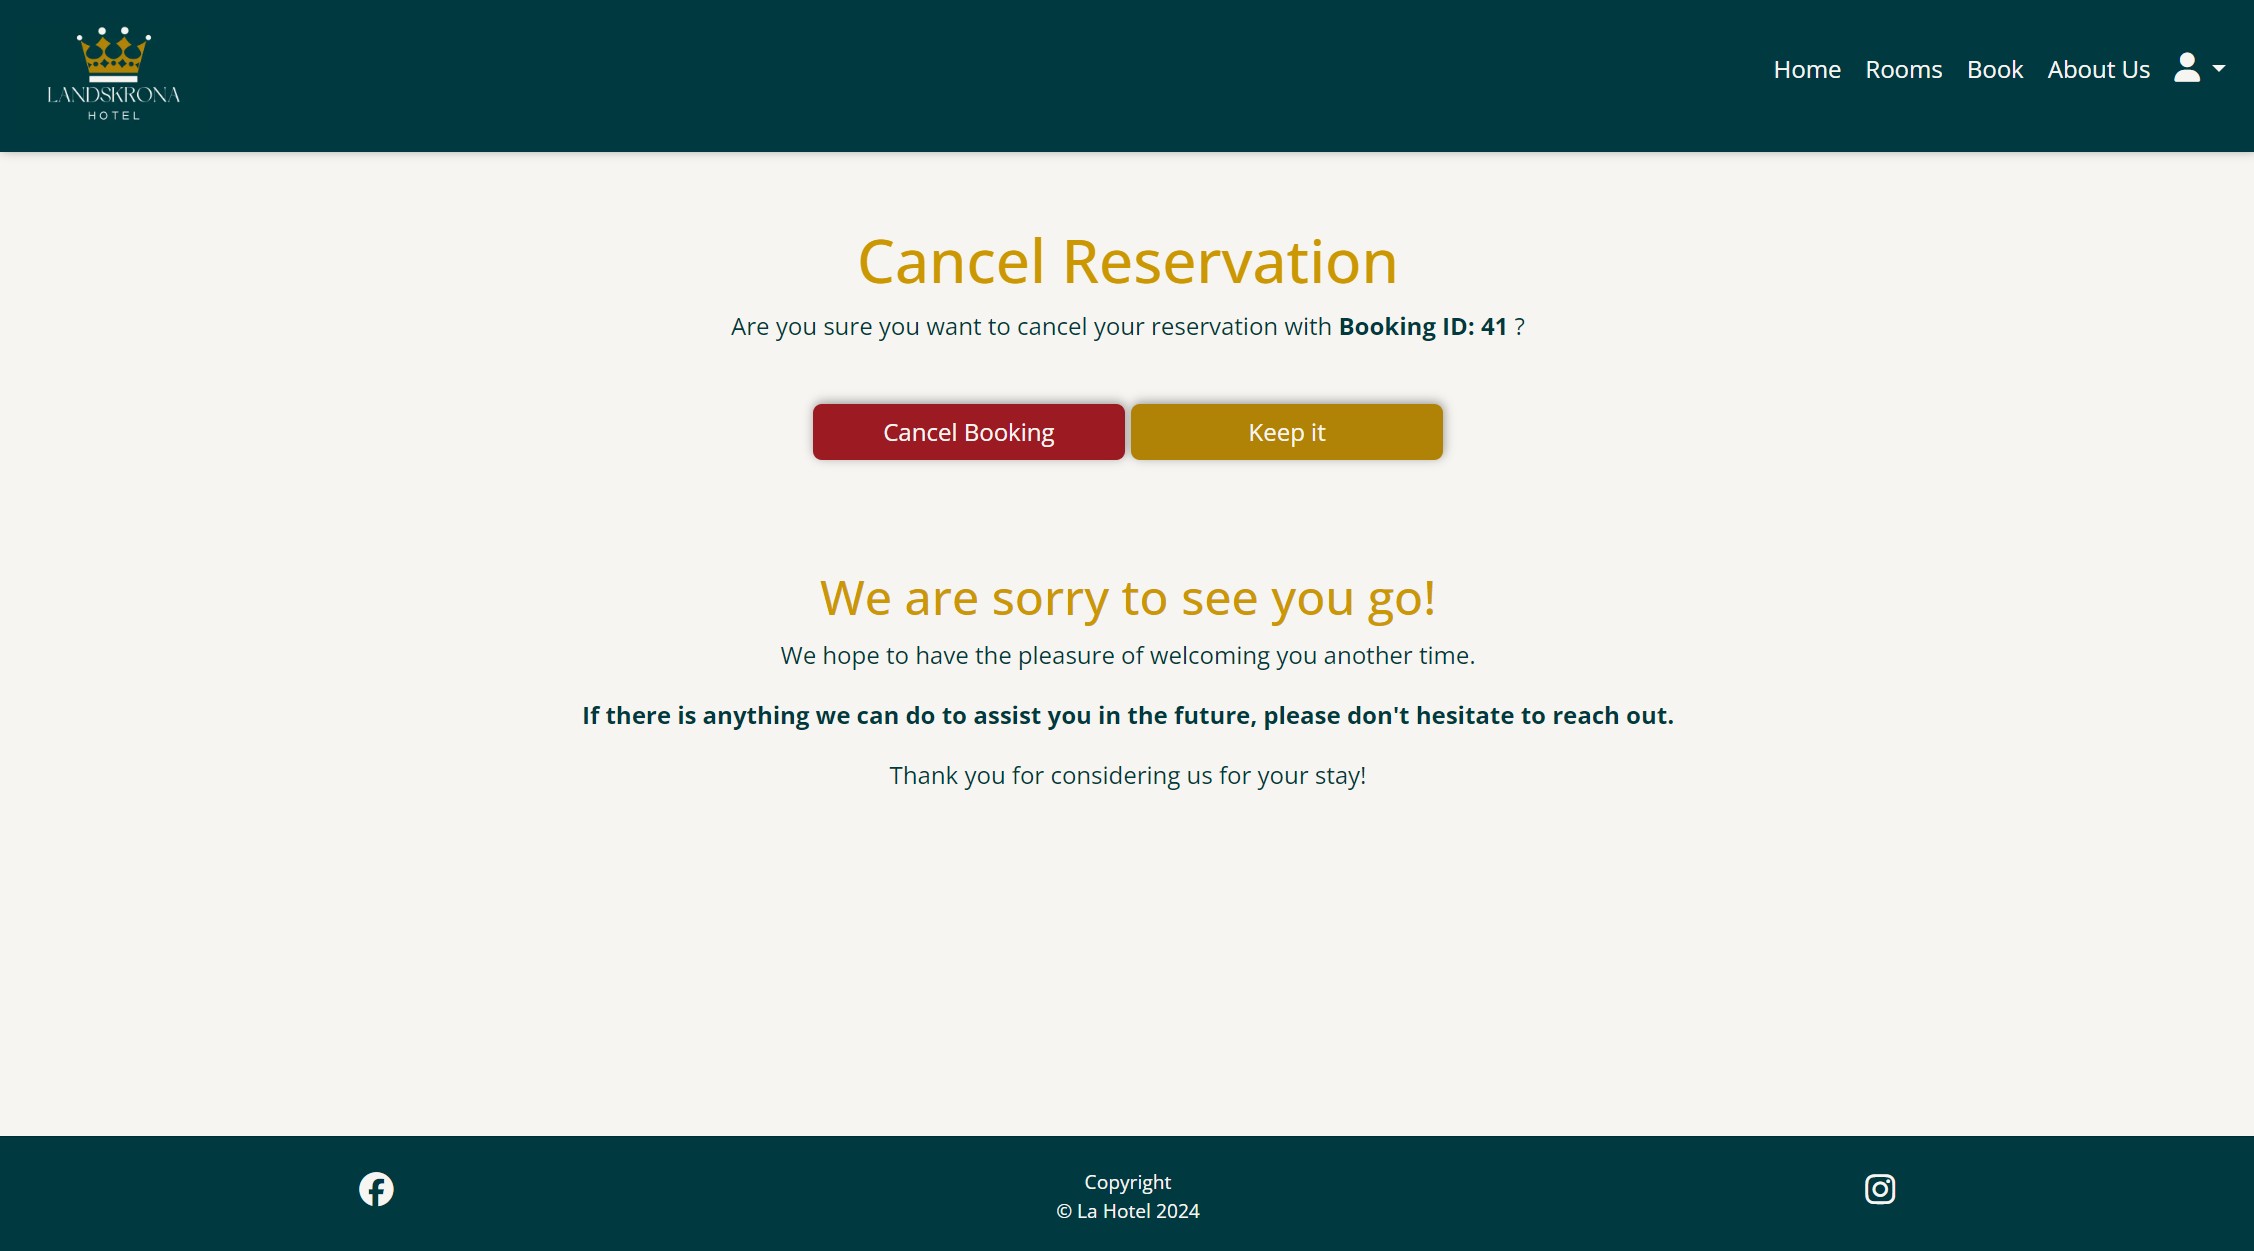 LANDSKRONA
HOTEL
Home Rooms Book About Us
Cancel Reservation
Are you sure you want to cancel your reservation with Booking ID: 41 ?
Cancel Booking Keep it
We are sorry to see you go!
We hope to have the pleasure of welcoming you another time.
If there is anything we can do to assist you in the future, please don't hesitate to reach out.
Thank you for considering us for your stay!
Copyright
© La Hotel 2024